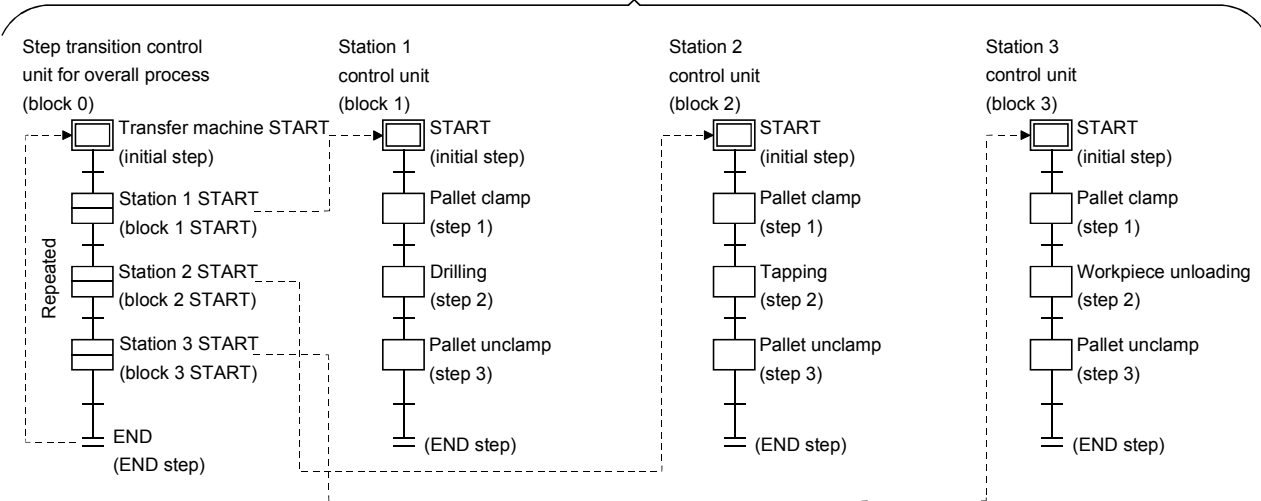 Step transition control
unit for overall process
(block 0)
Transfer machine START
(initial step)
Station 1 START
(block 1 START)
Repeated
Station 2 START
(block 2 START)
Station 3 START
(block 3 START)
END
(END step)
Station 1
control unit
(block 1)
START
(initial step)
Pallet clamp
(step 1)
Drilling
(step 2)
Pallet unclamp
(step 3)
(END step)
Station 2
control unit
(block 2)
START
(initial step)
Pallet clamp
(step 1)
Tapping
(step 2)
Pallet unclamp
(step 3)
(END step)
Station 3
control unit
(block 3)
START
(initial step)
Pallet clamp
(step 1)
Workpiece unloading
(step 2)
Pallet unclamp
(step 3)
(END step)